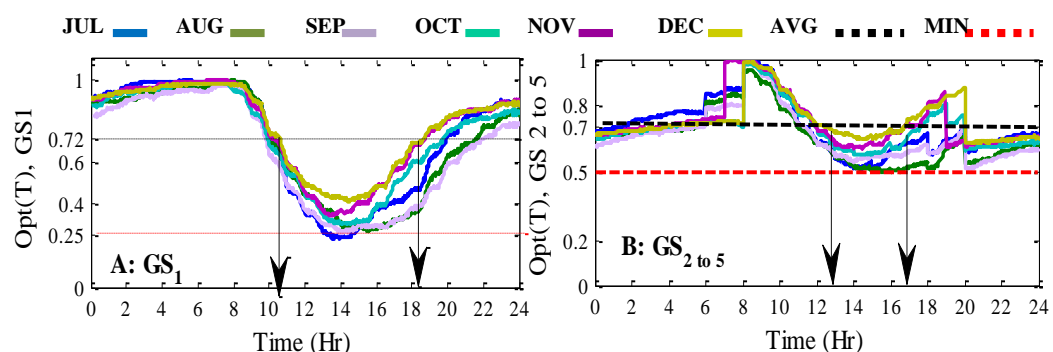 JUL AUG SEP OCT NOV DEC AVG MIN
Opt(T), GS1
1
0.72
0.6
0.4
0.25
0
A: GS1
0 2 4 6 8 10 12 14 16 18 20 22 24
Time (Hr)
Opt(T), GS 2 to 5
1
0.8
0.7
0.5
0.2
0
B: GS2 to 5
0 2 4 6 8 10 12 14 16 18 20 22 24
Time (Hr)